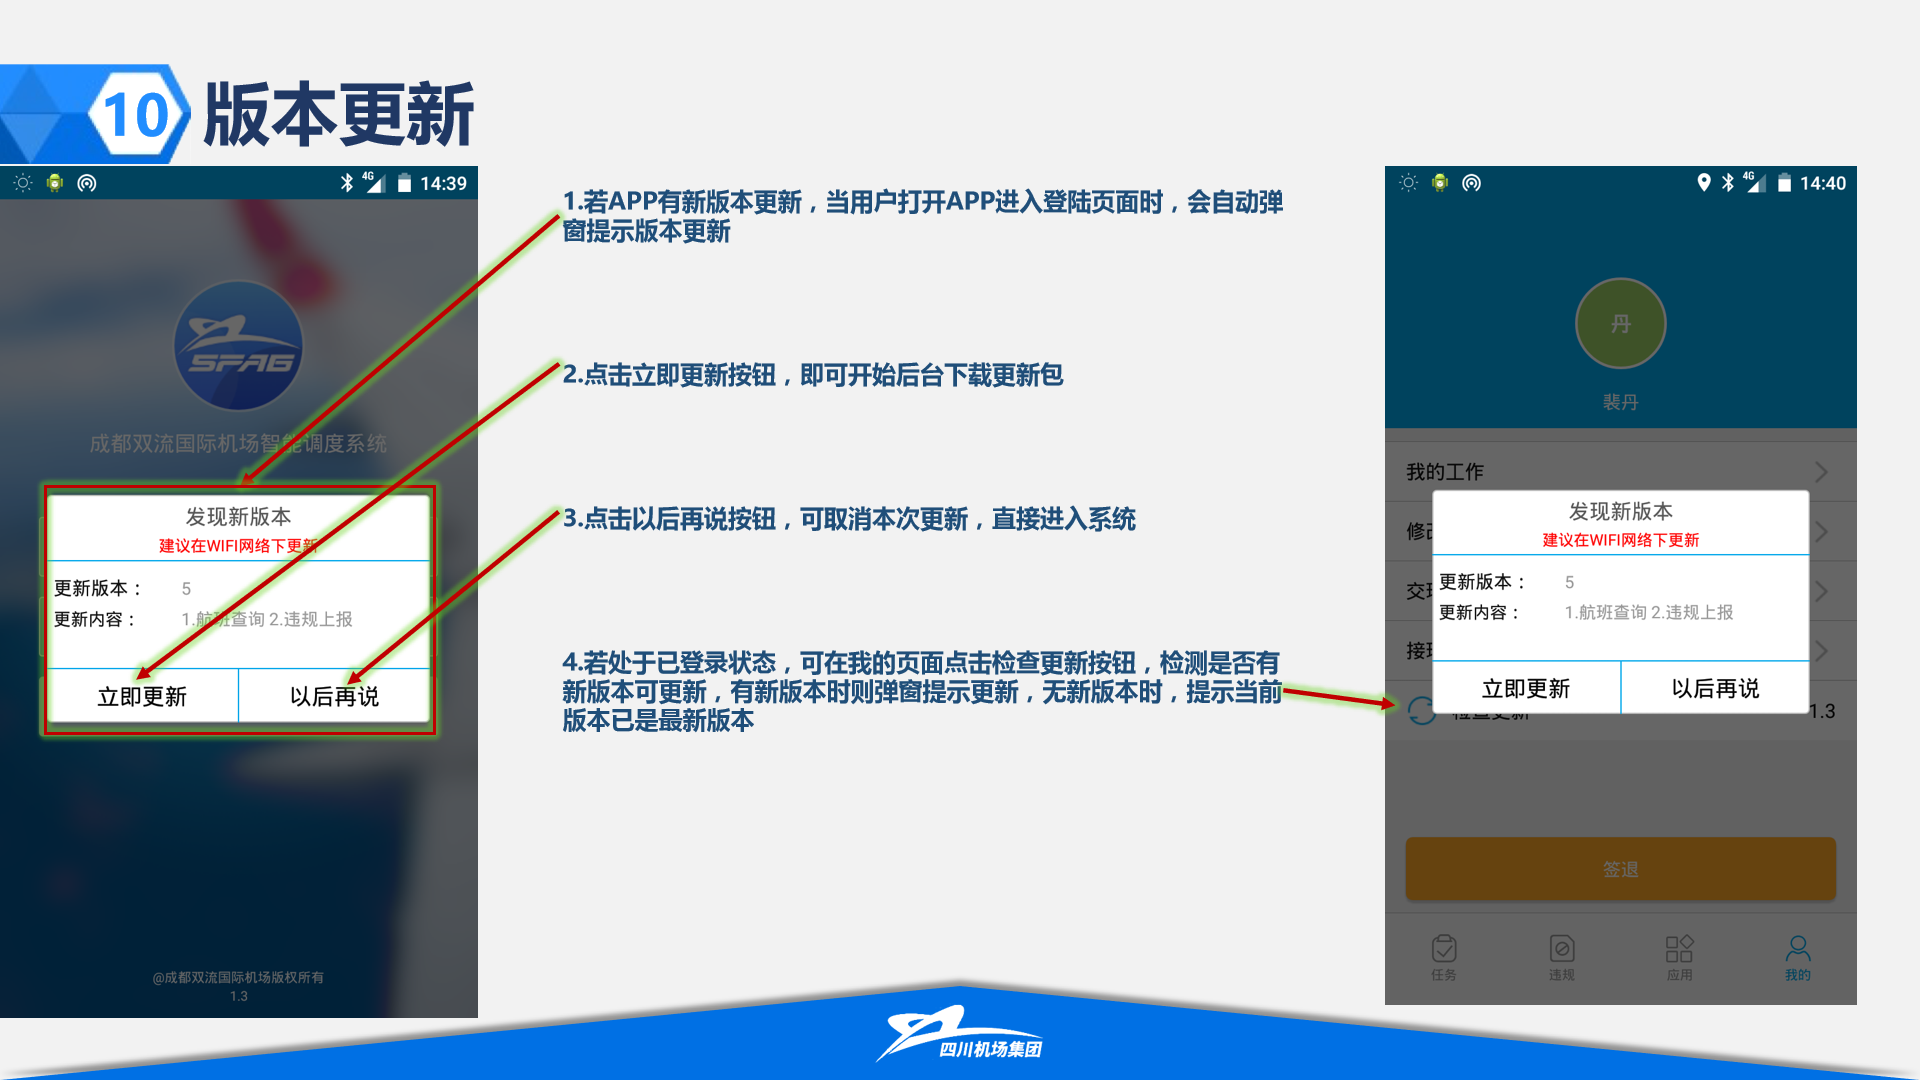 10
版本更新
4G
14:39
SPAG
成都双流国际机场智能调度系统
发现新版本
建议在WIFI网络下更新
更新版本：
5
更新内容：
1.航班查询 2.违规上报
立即更新
以后再说
@成都双流国际机场版权所有
1.3
1.若APP有新版本更新，当用户打开APP进入登陆页面时，会自动弹
窗提示版本更新
2.点击立即更新按钮，即可开始后台下载更新包
3.点击以后再说按钮，可取消本次更新，直接进入系统
4.若处于已登录状态，可在我的页面点击检查更新按钮，检测是否有
新版本可更新，有新版本时则弹窗提示更新，无新版本时，提示当前
版本已是最新版本
4G
14:40
丹
裴丹
我的工作
修改
交班
接班
发现新版本
建议在WIFI网络下更新
更新版本：
5
更新内容：
1.航班查询 2.违规上报
立即更新
以后再说
检查更新
1.3
签退
任务
违规
应用
我的
四川机场集团